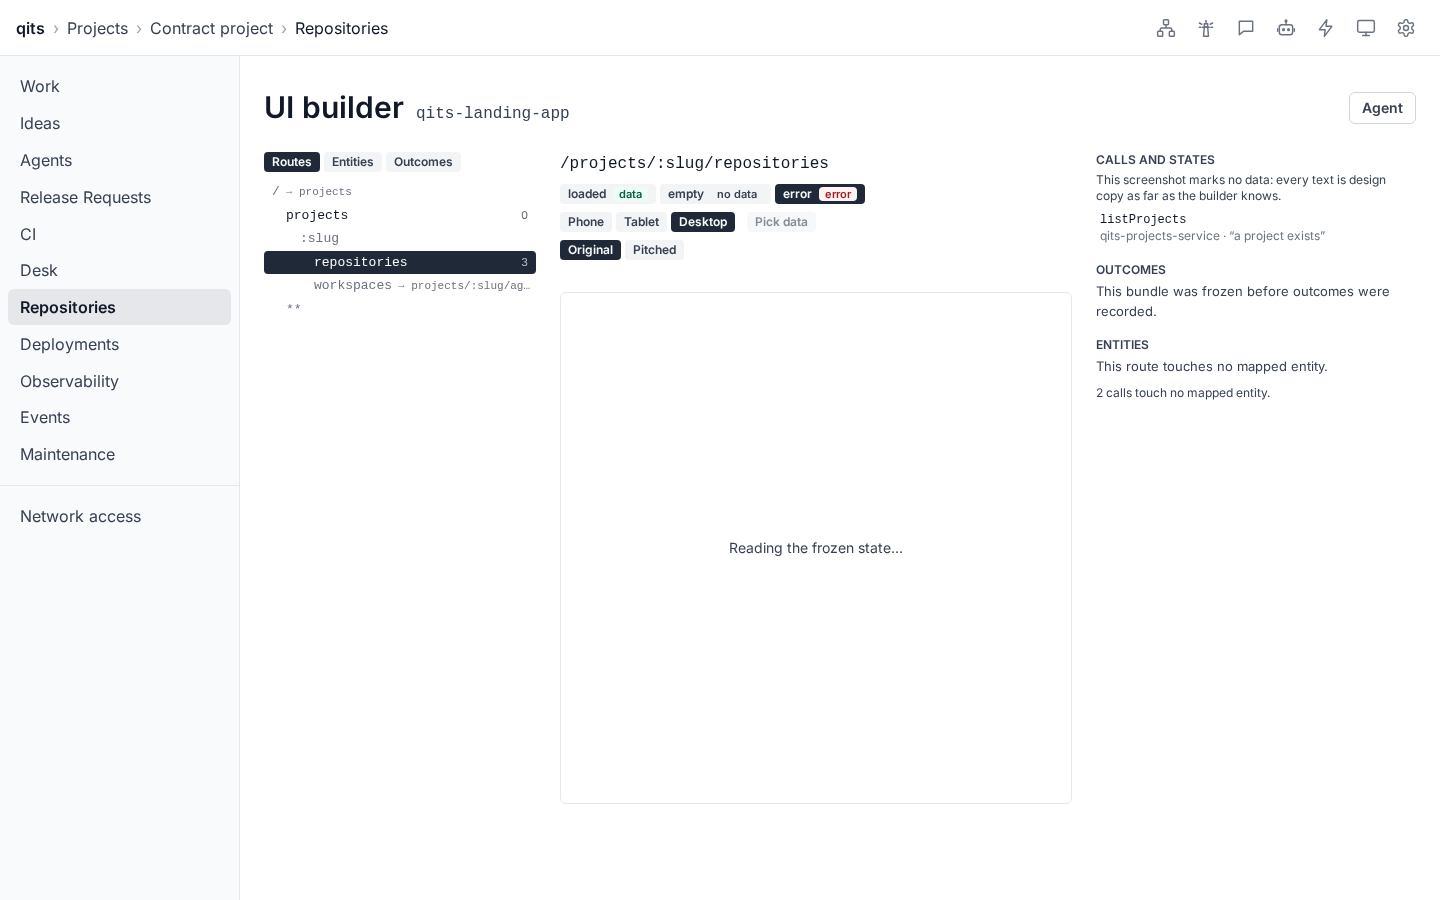 qits › Projects › Contract project › Repositories
Work
Ideas
Agents
Release Requests
CI
Desk
Repositories
Deployments
Observability
Events
Maintenance
Network access
UI builder qits-landing-app
Agent
Routes Entities Outcomes
/ → projects
projects 0
:slug
repositories 3
workspaces → projects/:slug/ag…
**
/projects/:slug/repositories
loaded data empty no data error error
Phone Tablet Desktop Pick data
Original Pitched
Reading the frozen state…
CALLS AND STATES
This screenshot marks no data: every text is design
copy as far as the builder knows.
listProjects
qits-projects-service · “a project exists”
OUTCOMES
This bundle was frozen before outcomes were
recorded.
ENTITIES
This route touches no mapped entity.
2 calls touch no mapped entity.